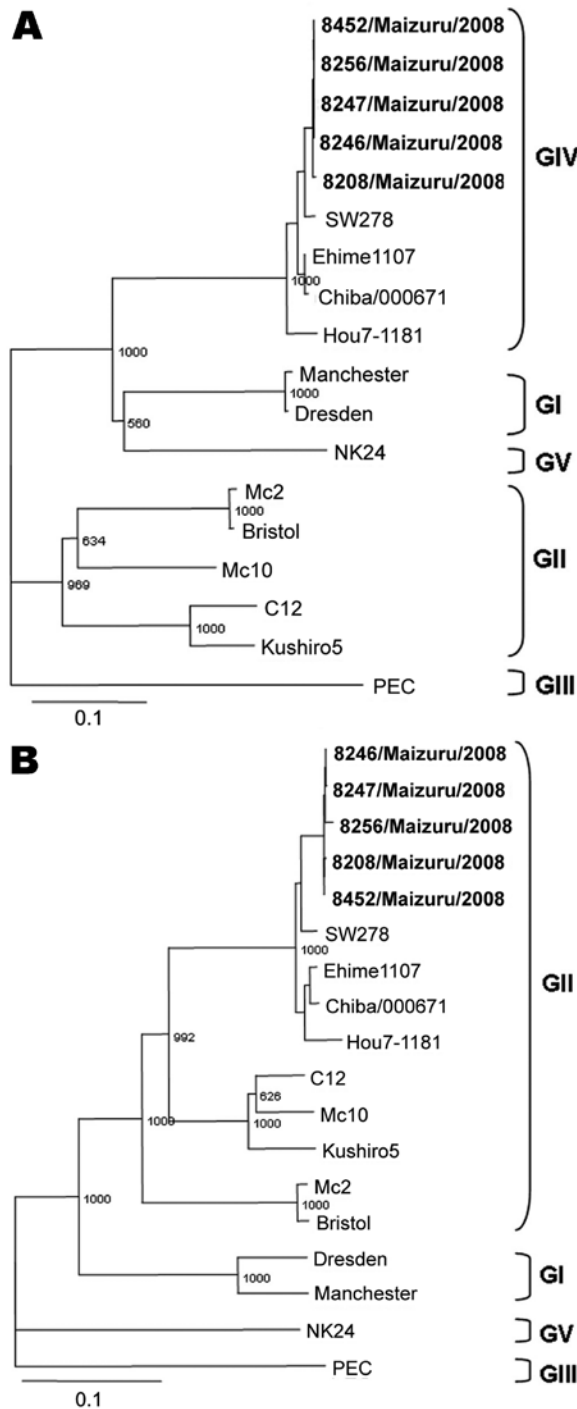 A
8452/Maizuru/2008
8256/Maizuru/2008
8247/Maizuru/2008
8246/Maizuru/2008
8208/Maizuru/2008
GIV
SW278
Ehime1107
1000
Chiba/000671
Hou7-1181
1000
Manchester
1000
Dresden
GI
560
NK24
GV
Mc2
1000
Bristol
634
Mc10
GII
969
C12
1000
Kushiro5
PEC
GIII
0.1
B
8246/Maizuru/2008
8247/Maizuru/2008
8256/Maizuru/2008
8208/Maizuru/2008
8452/Maizuru/2008
SW278
1000
Ehime1107
GII
Chiba/000671
992
Hou7-1181
C12
626
Mc10
1000
1000
Kushiro5
Mc2
1000
1000
Bristol
Dresden
1000
GI
Manchester
NK24
GV
PEC
GIII
0.1